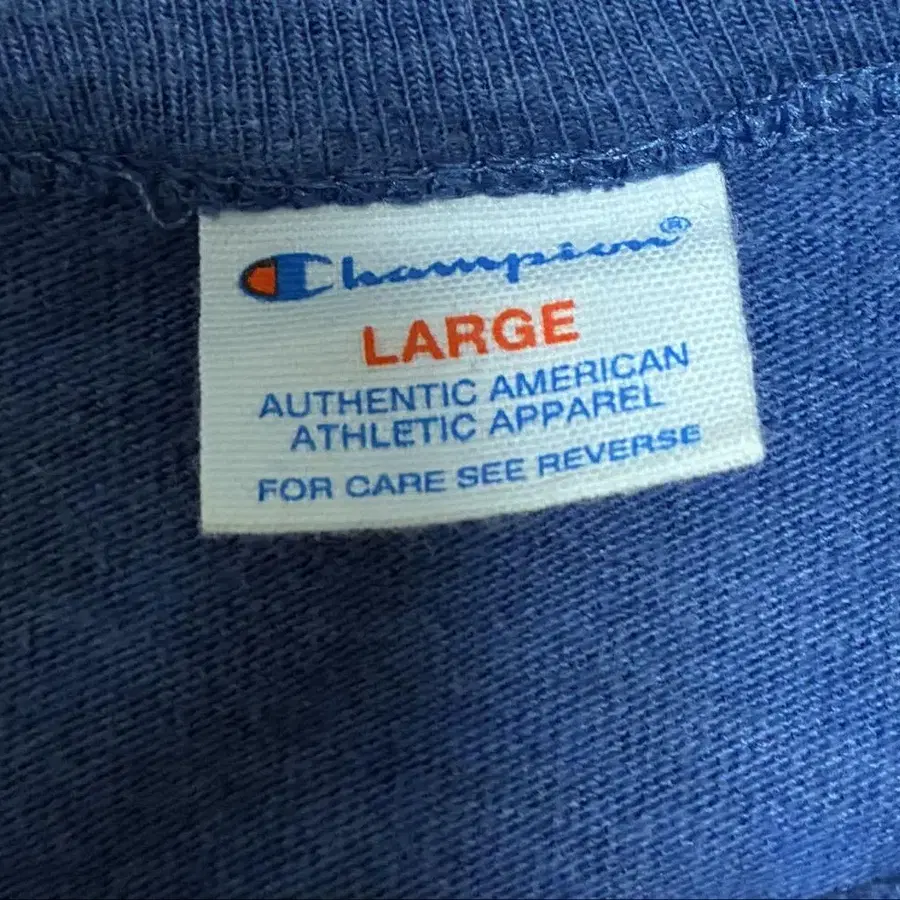 Champion®
LARGE
AUTHENTIC AMERICAN
ATHLETIC APPAREL
FOR CARE SEE REVERSE